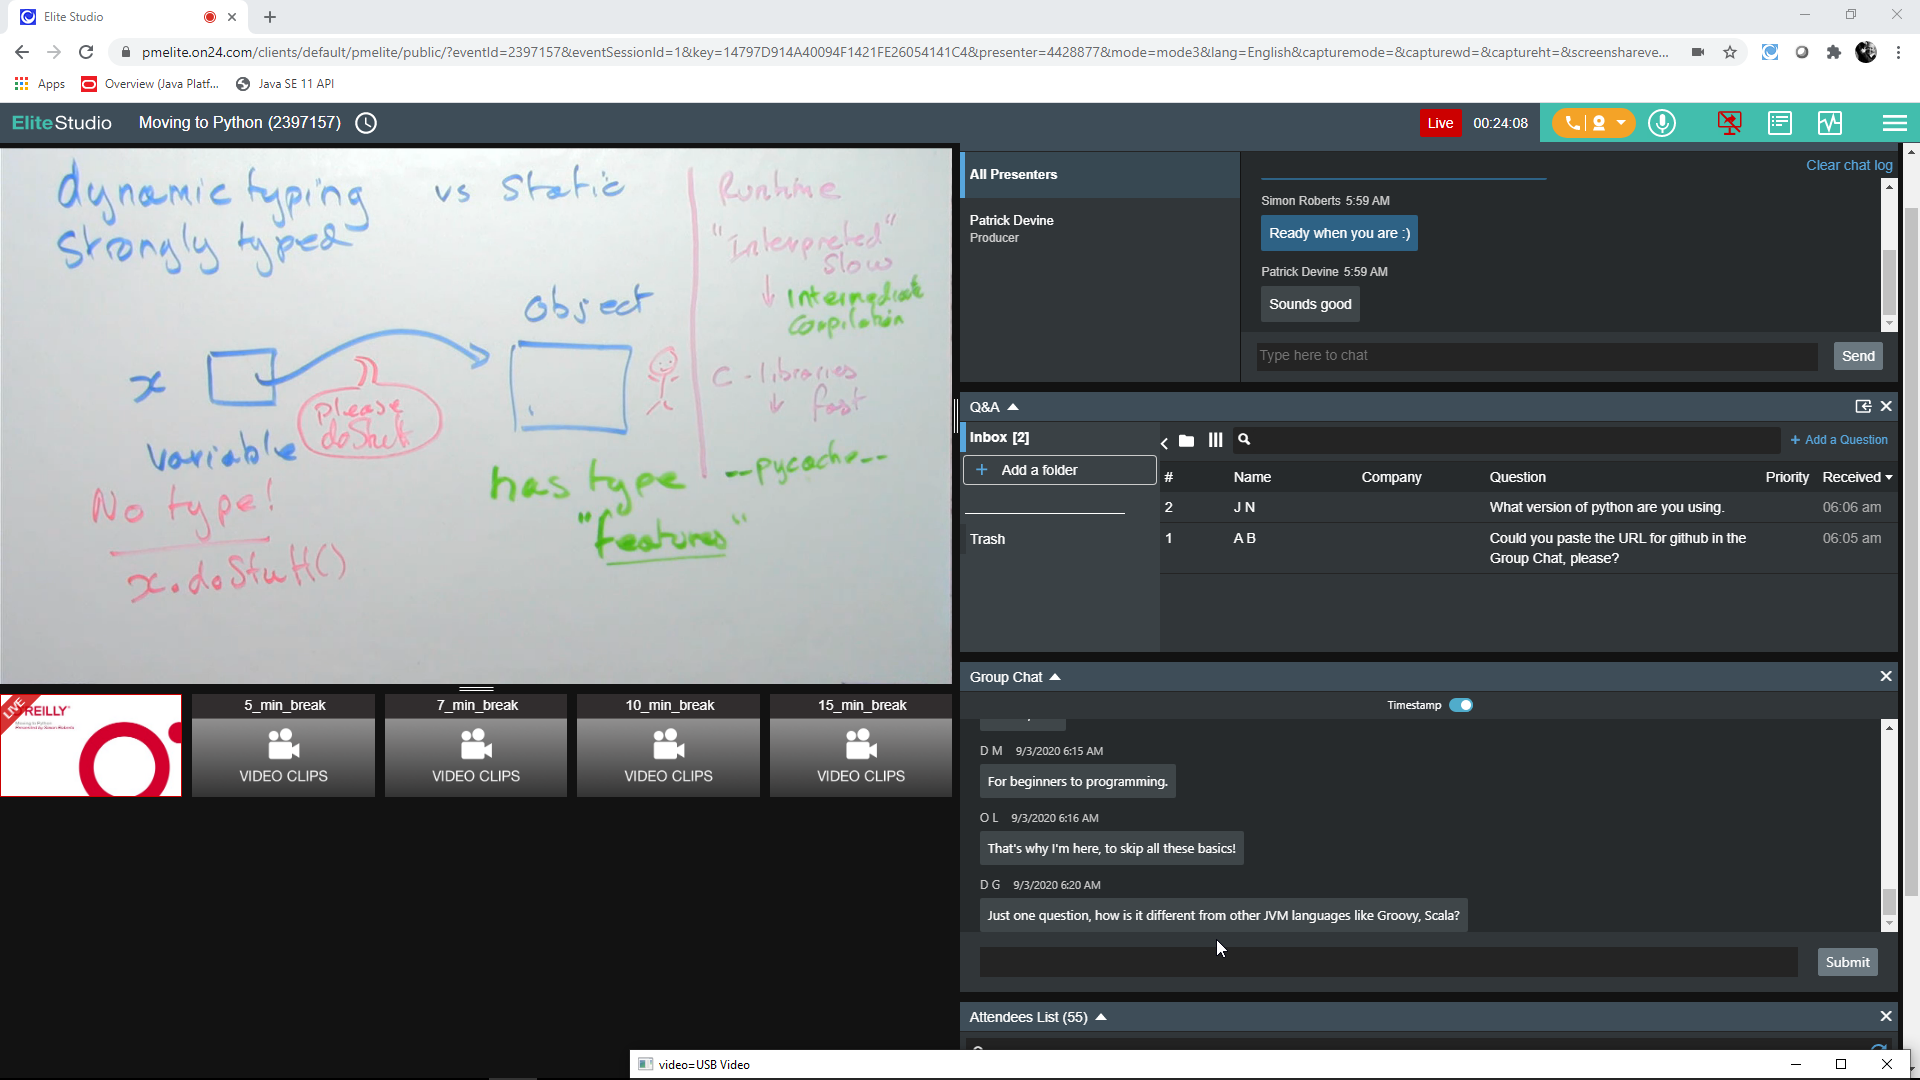 Elite Studio
pmelite.on24.com/clients/default/pmelite/public/?eventId=2397157&eventSessionId=1&key=14797D914A40094F1421FE26054141C4&presenter=4428877&mode=mode3&lang=English&capturemode=&capturewd=&captureht=&screenshareve...
Apps
Overview (Java Platf...
Java SE 11 API
EliteStudio
Moving to Python (2397157)
Live
00:24:08
dynamic typing vs static
strongly typed
Runtime
"Interpreted"
slow
Intermediate
Compilation
C-libraries
fast
--pycache--
object
x
please
doStuff
variable
No type!
x.doStuff()
has type
"features"
LIVE
REILLY
5_min_break
VIDEO CLIPS
7_min_break
VIDEO CLIPS
10_min_break
VIDEO CLIPS
15_min_break
VIDEO CLIPS
All Presenters
Patrick Devine
Producer
Clear chat log
Simon Roberts 5:59 AM
Ready when you are :)
Patrick Devine 5:59 AM
Sounds good
Type here to chat
Send
Q&A
Inbox [2]
+ Add a folder
Trash
+ Add a Question
# Name Company Question Priority Received
2 J N What version of python are you using. 06:06 am
1 A B Could you paste the URL for github in the 06:05 am
Group Chat, please?
Group Chat
Timestamp
D M 9/3/2020 6:15 AM
For beginners to programming.
O L 9/3/2020 6:16 AM
That's why I'm here, to skip all these basics!
D G 9/3/2020 6:20 AM
Just one question, how is it different from other JVM languages like Groovy, Scala?
Submit
Attendees List (55)
video=USB Video